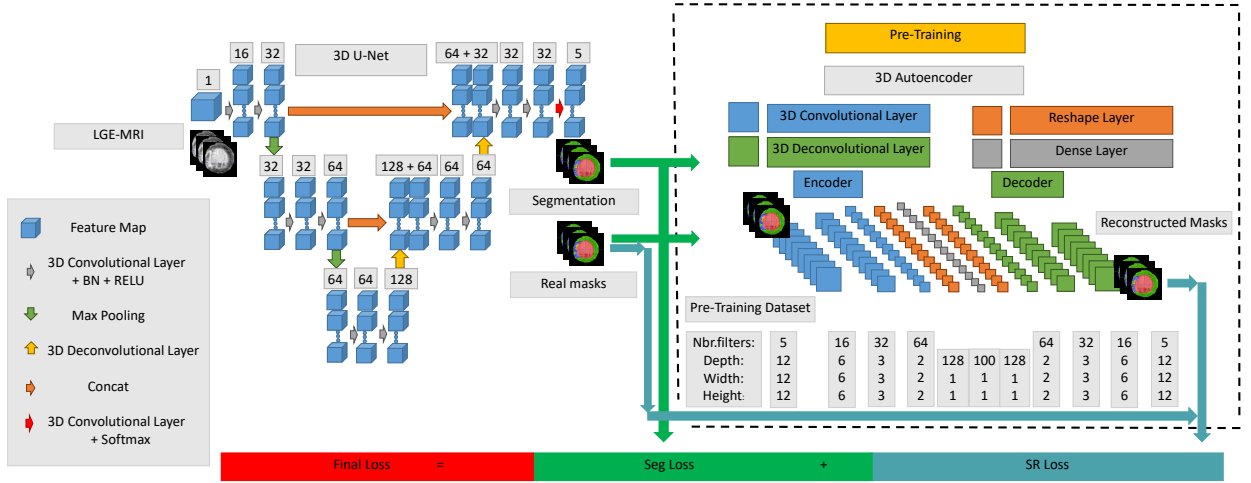 Pre-Training
3D Autoencoder
16 32 3D U-Net 64 + 32 32 32 5
1
LGE-MRI
3D Convolutional Layer Reshape Layer
3D Deconvolutional Layer Dense Layer
Encoder Decoder
32 32 64 128 + 64 64 64
Segmentation
Reconstructed Masks
Real masks
64 64 128
Feature Map
3D Convolutional Layer
+ BN + RELU
Max Pooling
3D Deconvolutional Layer
Concat
3D Convolutional Layer
+ Softmax
Pre-Training Dataset
Nbr.filters: 5 16 32 64 64 32 16 5
Depth: 12 6 3 2 128 100 128 2 3 6 12
Width: 12 6 3 2 1 1 1 2 3 6 12
Height: 12 6 3 2 1 1 1 2 3 6 12
Final Loss = Seg Loss + SR Loss